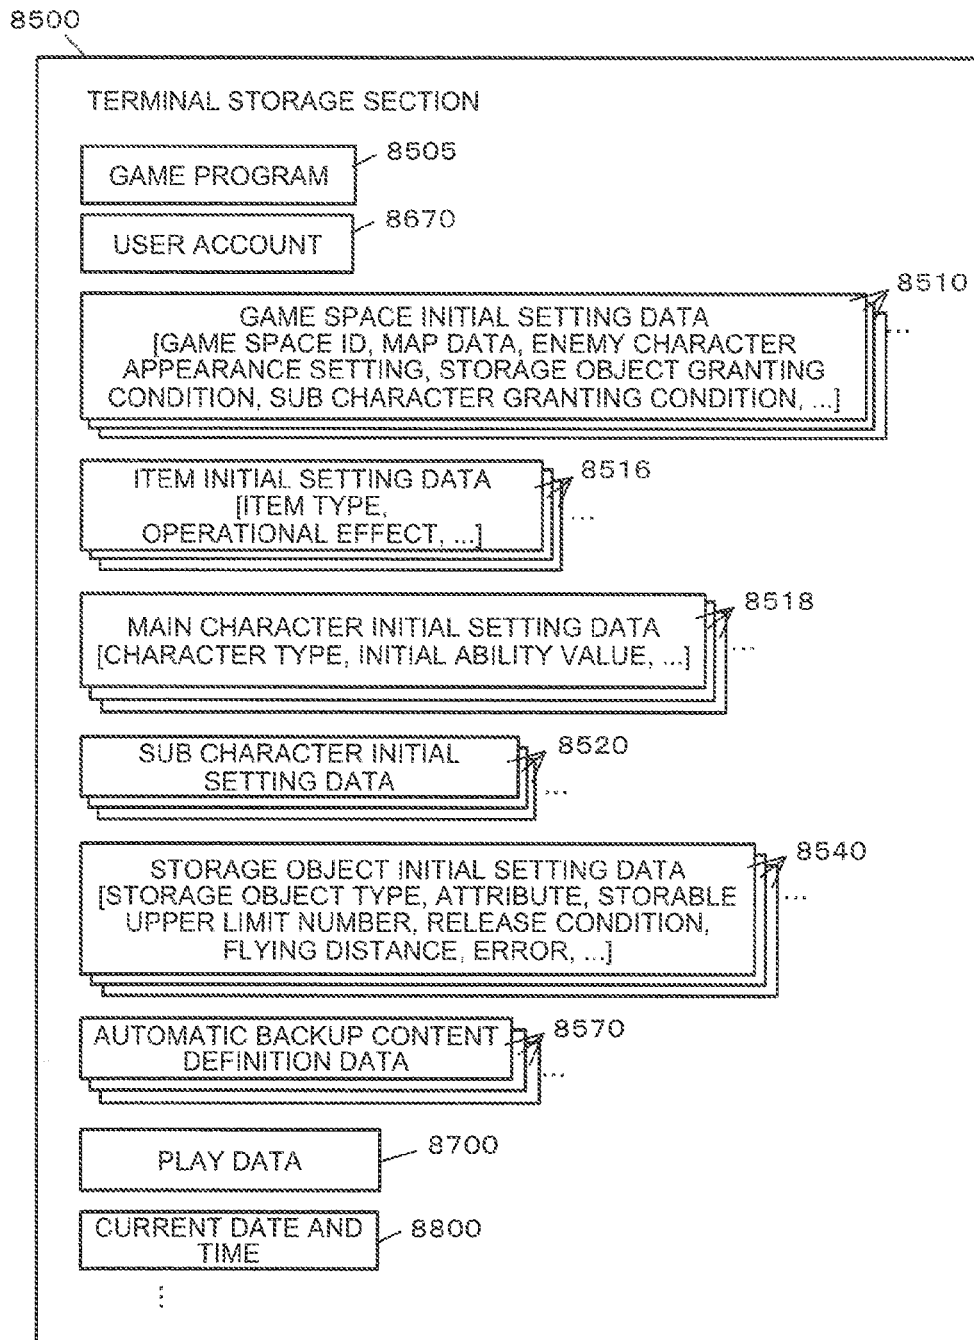 8500
TERMINAL STORAGE SECTION
GAME PROGRAM
8505
USER ACCOUNT
8670
GAME SPACE INITIAL SETTING DATA
[GAME SPACE ID, MAP DATA, ENEMY CHARACTER
APPEARANCE SETTING, STORAGE OBJECT GRANTING
CONDITION, SUB CHARACTER GRANTING CONDITION, ...]
8510
...
ITEM INITIAL SETTING DATA
[ITEM TYPE,
OPERATIONAL EFFECT, ...]
8516
...
MAIN CHARACTER INITIAL SETTING DATA
[CHARACTER TYPE, INITIAL ABILITY VALUE, ...]
8518
...
SUB CHARACTER INITIAL
SETTING DATA
8520
...
STORAGE OBJECT INITIAL SETTING DATA
[STORAGE OBJECT TYPE, ATTRIBUTE, STORABLE
UPPER LIMIT NUMBER, RELEASE CONDITION,
FLYING DISTANCE, ERROR, ...]
8540
...
AUTOMATIC BACKUP CONTENT
DEFINITION DATA
8570
...
PLAY DATA
8700
CURRENT DATE AND
TIME
8800
⋮